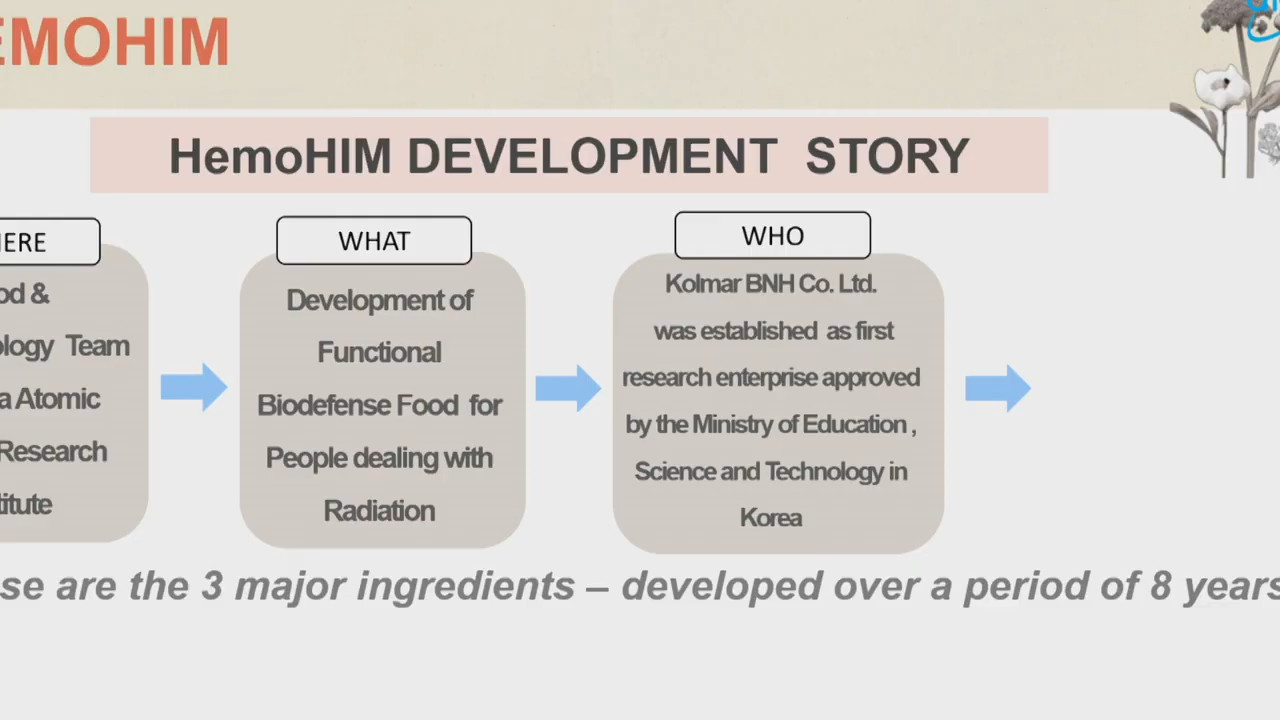 EMOHIM
HemoHIM DEVELOPMENT STORY
ERE
od &
ology Team
a Atomic
Research
titute
WHAT
Development of
Functional
Biodefense Food for
People dealing with
Radiation
WHO
Kolmar BNH Co. Ltd.
was established as first
research enterprise approved
by the Ministry of Education ,
Science and Technology in
Korea
se are the 3 major ingredients – developed over a period of 8 years